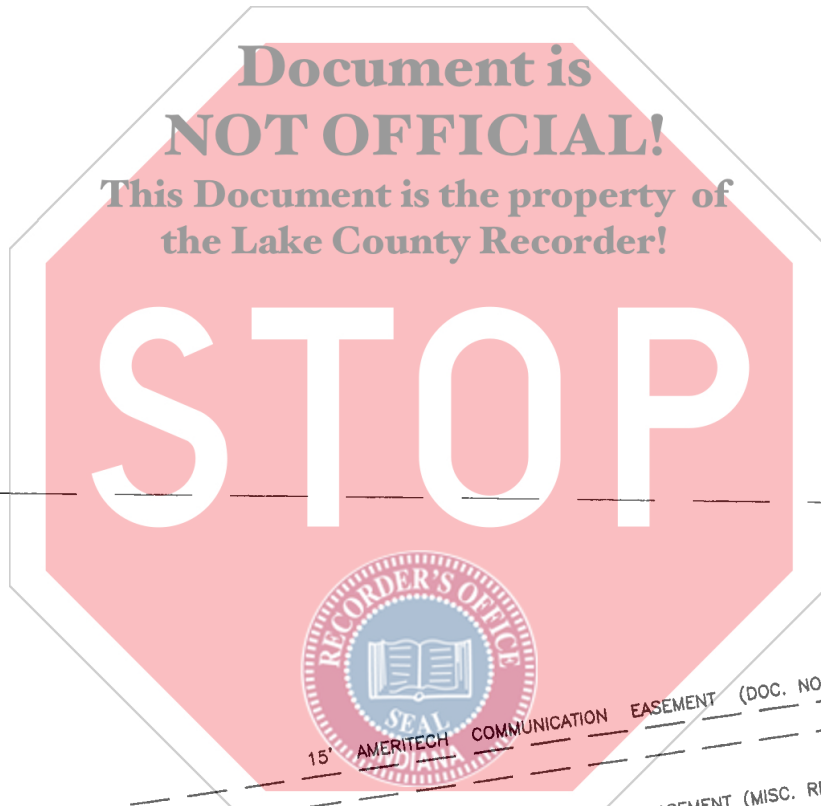 Document is
NOT OFFICIAL!
This Document is the property of
the Lake County Recorder!
STOP
RECORDER'S OFFICE
SEAL
INDIANA
15' AMERITECH COMMUNICATION EASEMENT (DOC. NO
EMENT (MISC. R